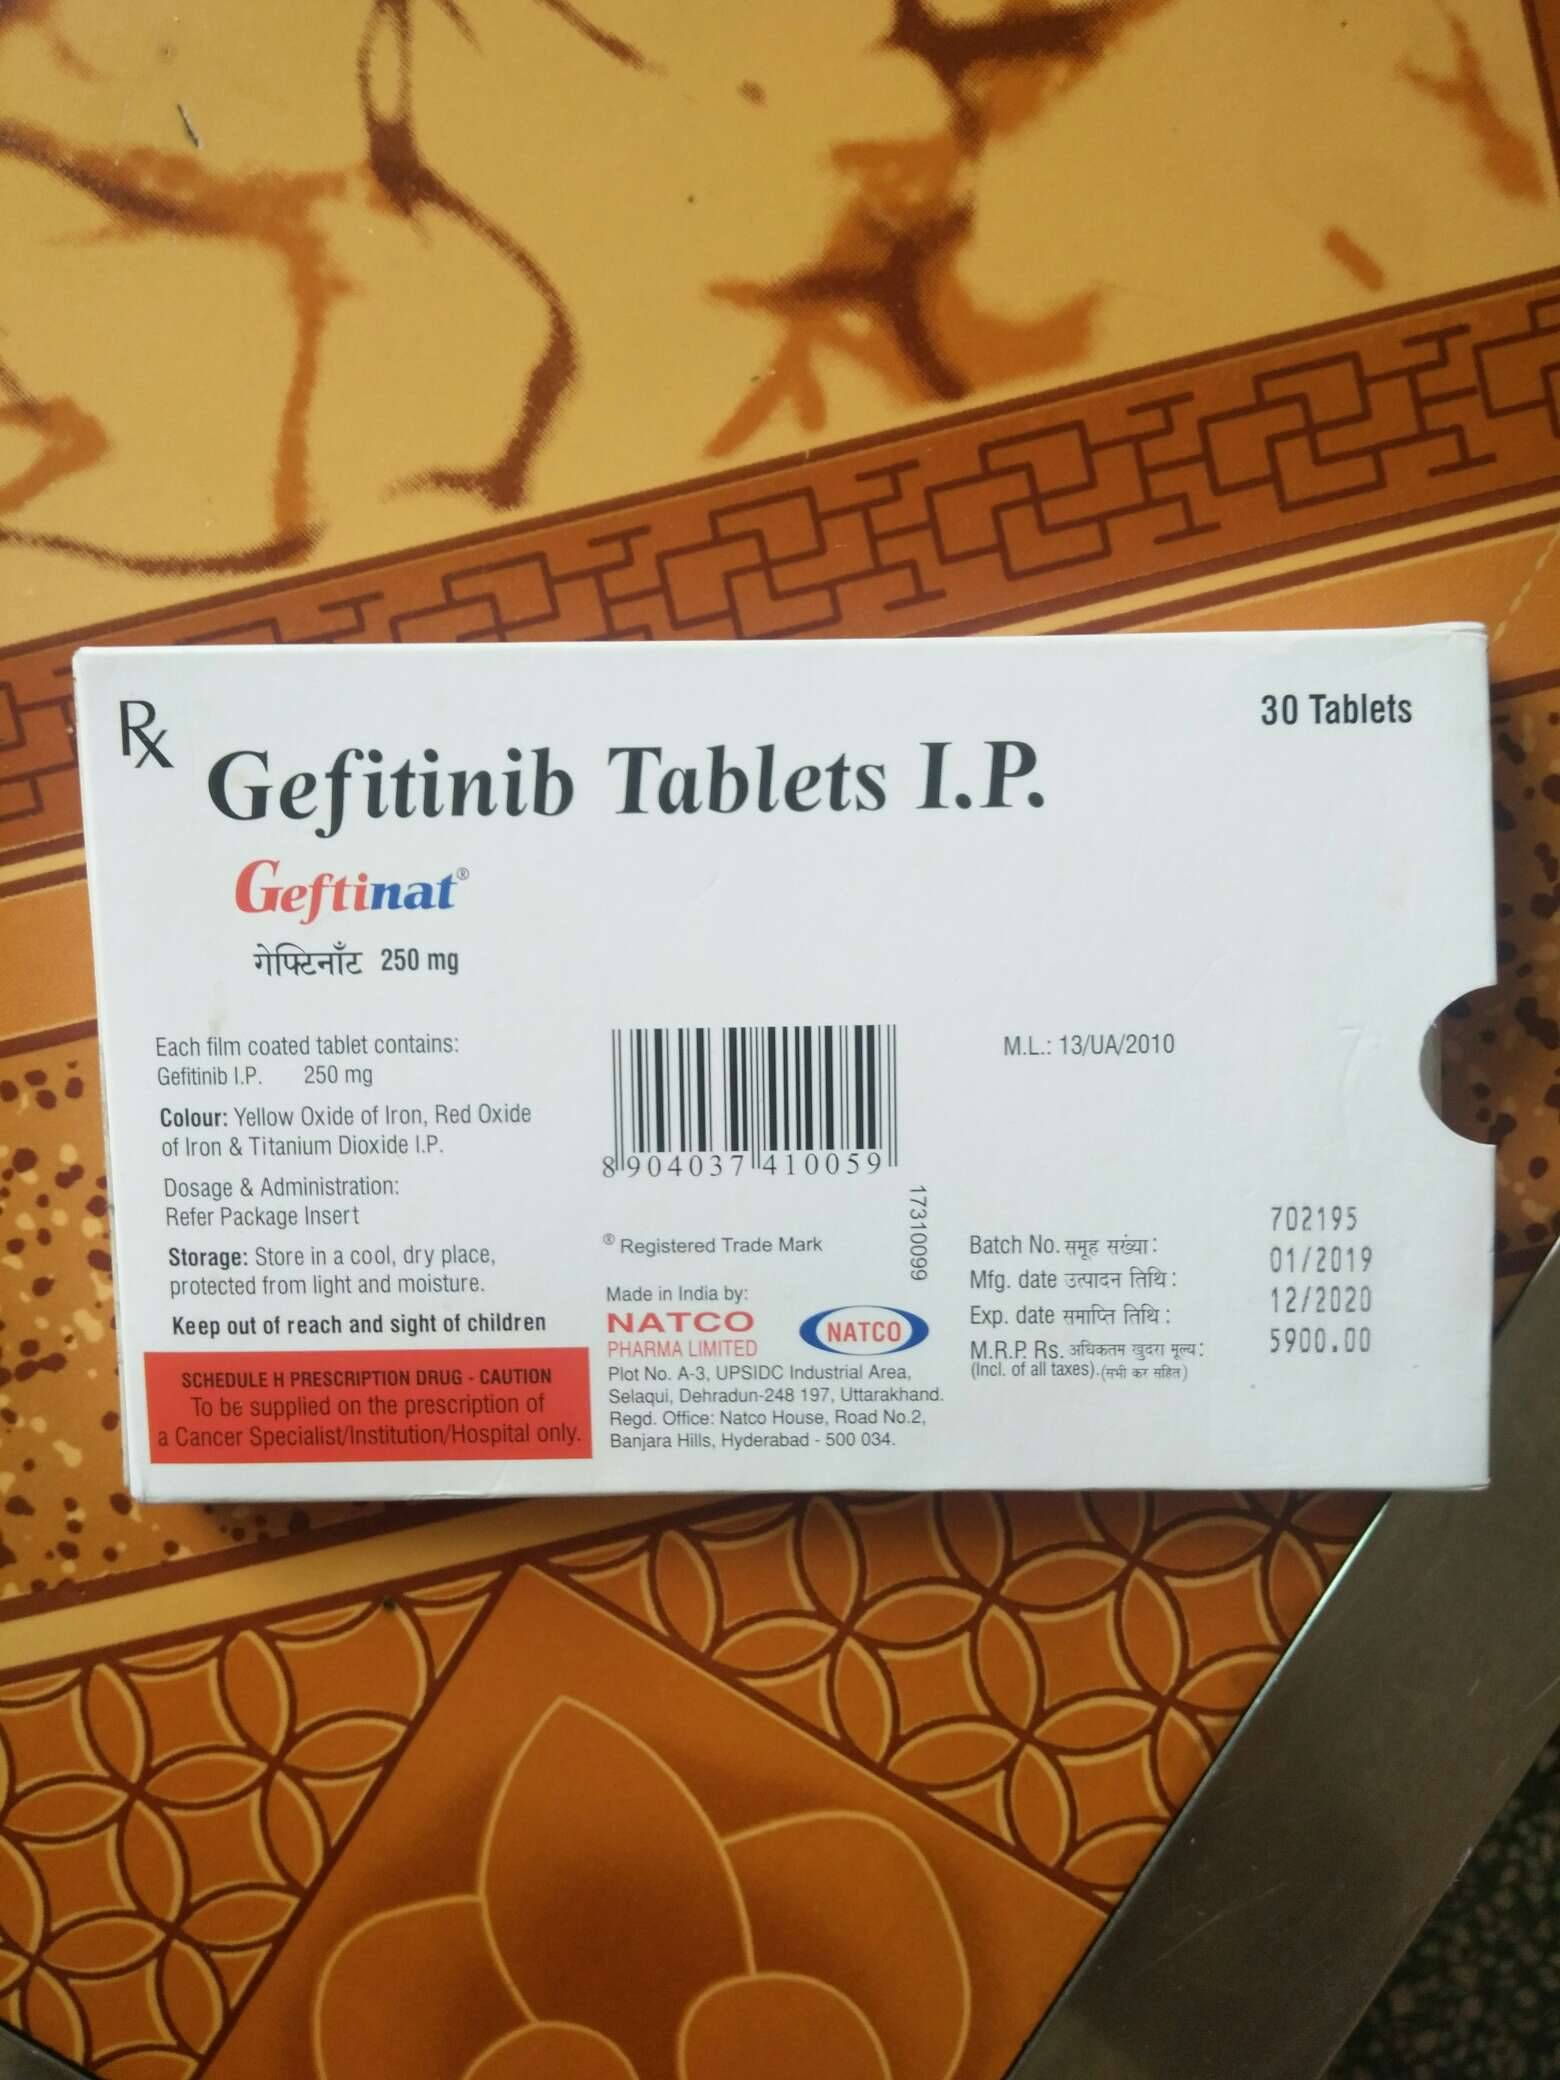 Rx
30 Tablets
Gefitinib Tablets I.P.
Geftinat®
गेफ्टिनॉंट 250 mg
Each film coated tablet contains:
Gefitinib I.P. 250 mg
Colour: Yellow Oxide of Iron, Red Oxide
of Iron & Titanium Dioxide I.P.
Dosage & Administration:
Refer Package Insert
Storage: Store in a cool, dry place,
protected from light and moisture.
Keep out of reach and sight of children
SCHEDULE H PRESCRIPTION DRUG - CAUTION
To be supplied on the prescription of
a Cancer Specialist/Institution/Hospital only.
8 904037 410059
17310099
® Registered Trade Mark
Made in India by:
NATCO
PHARMA LIMITED
NATCO
Plot No. A-3, UPSIDC Industrial Area,
Selaqui, Dehradun-248 197, Uttarakhand.
Regd. Office: Natco House, Road No.2,
Banjara Hills, Hyderabad - 500 034.
M.L.: 13/UA/2010
Batch No. समूह सख्या: 702195
Mfg. date उत्पादन तिथि: 01/2019
Exp. date समाप्ति तिथि: 12/2020
M.R.P. Rs. अधिकतम खुदरा मूल्य: 5900.00
(Incl. of all taxes).(सभी कर सहित)